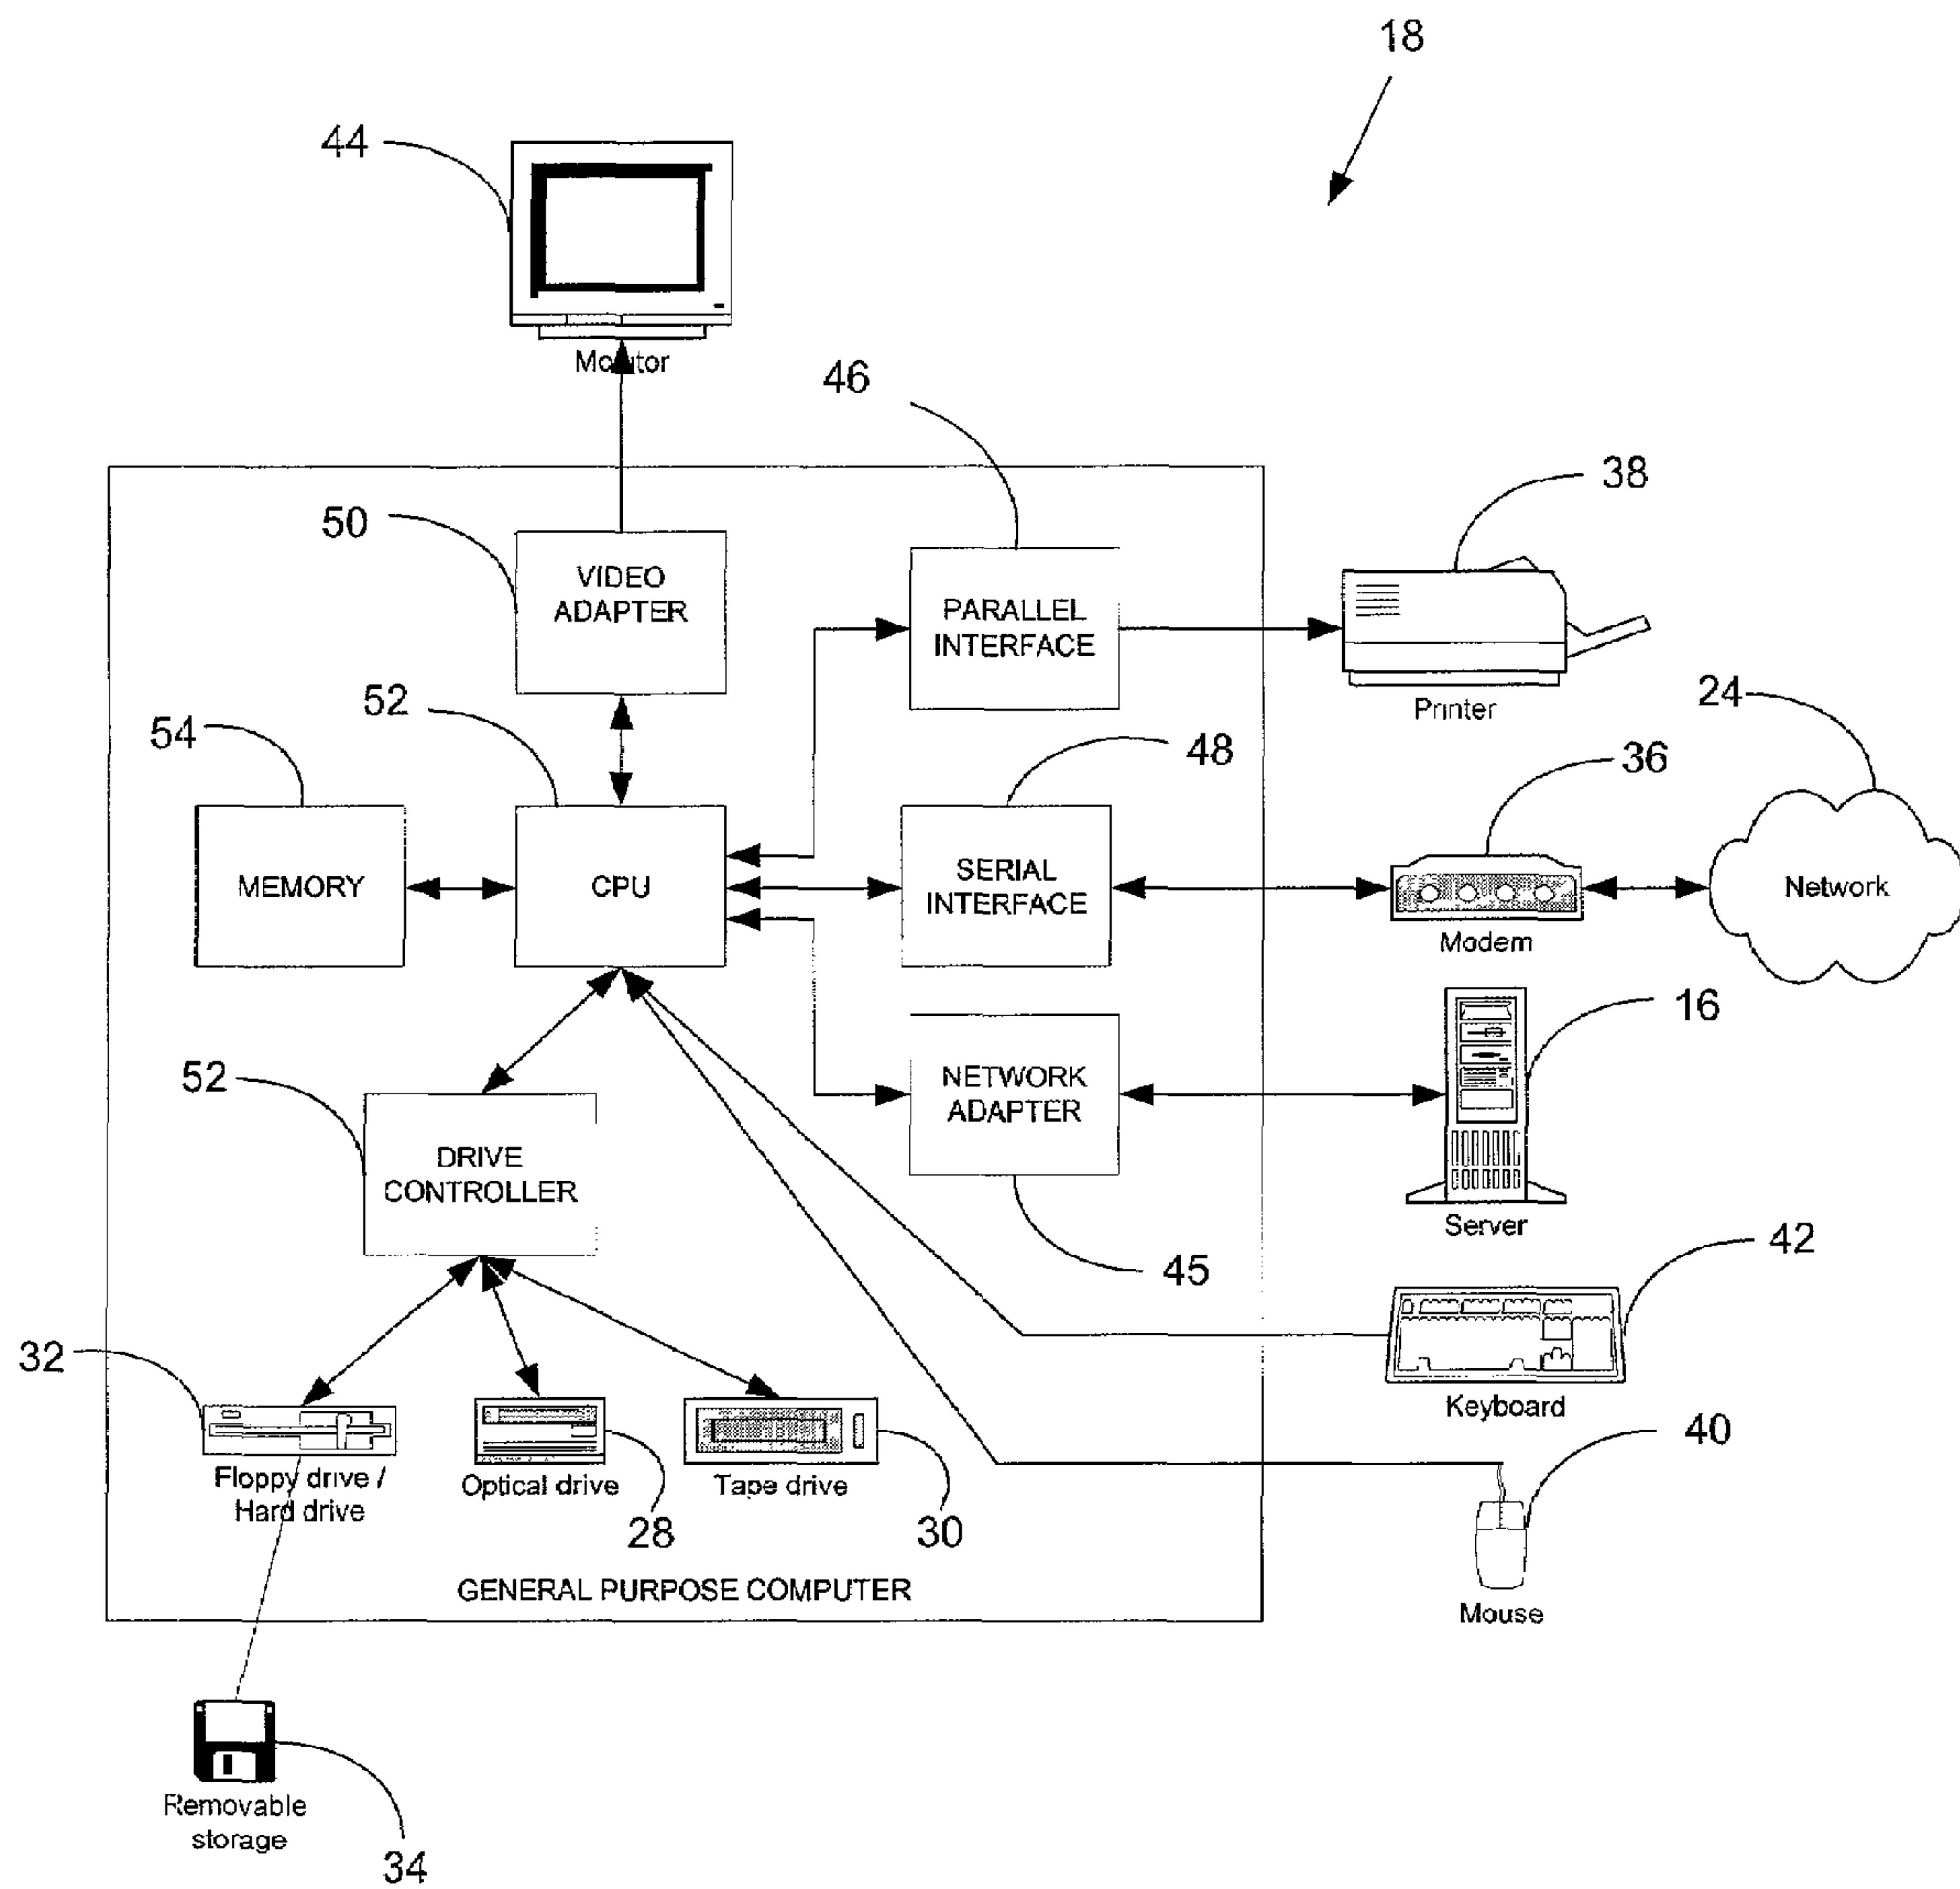 18
44
Monitor
46
38
50
VIDEO
ADAPTER
PARALLEL
INTERFACE
Printer
24
52
54
48
36
MEMORY
CPU
SERIAL
INTERFACE
Network
Modem
16
52
NETWORK
ADAPTER
DRIVE
CONTROLLER
Server
45
42
32
Keyboard
40
Floppy drive /
Hard drive
Optical drive
Tape drive
28
30
GENERAL PURPOSE COMPUTER
Mouse
Removable
storage
34